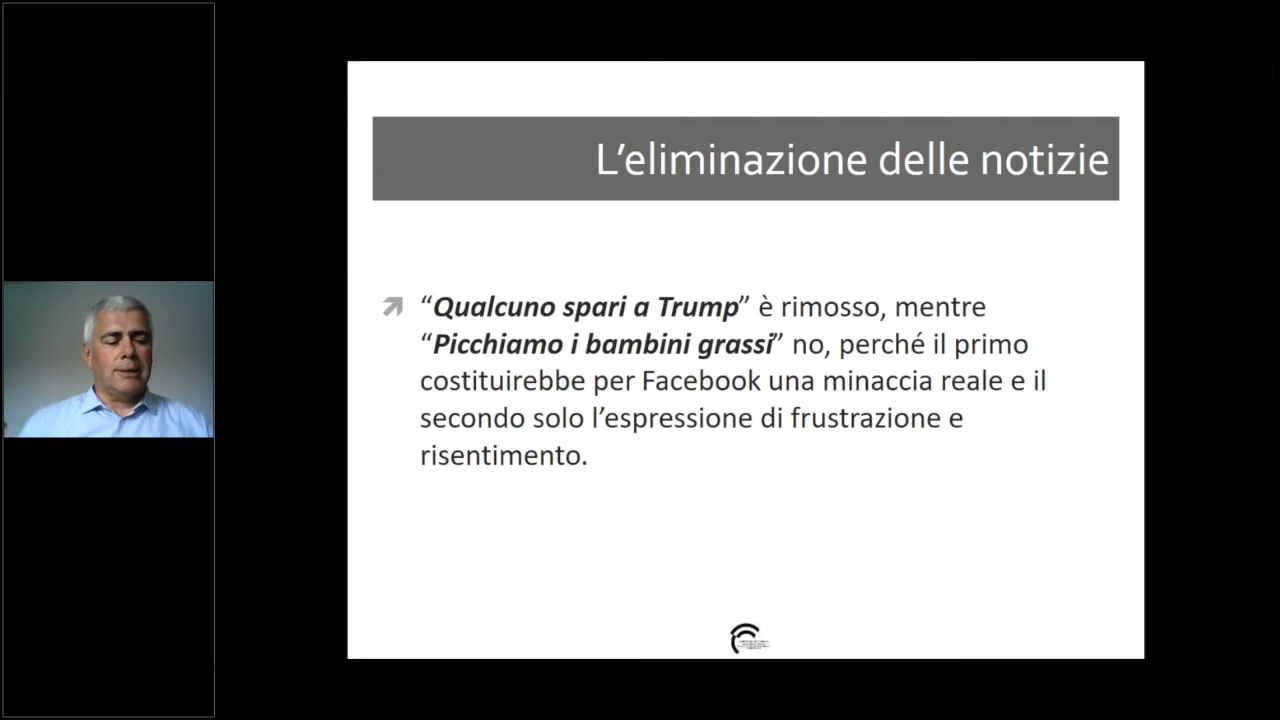 L’eliminazione delle notizie
“Qualcuno spari a Trump” è rimosso, mentre
“Picchiamo i bambini grassi” no, perché il primo
costituirebbe per Facebook una minaccia reale e il
secondo solo l’espressione di frustrazione e
risentimento.